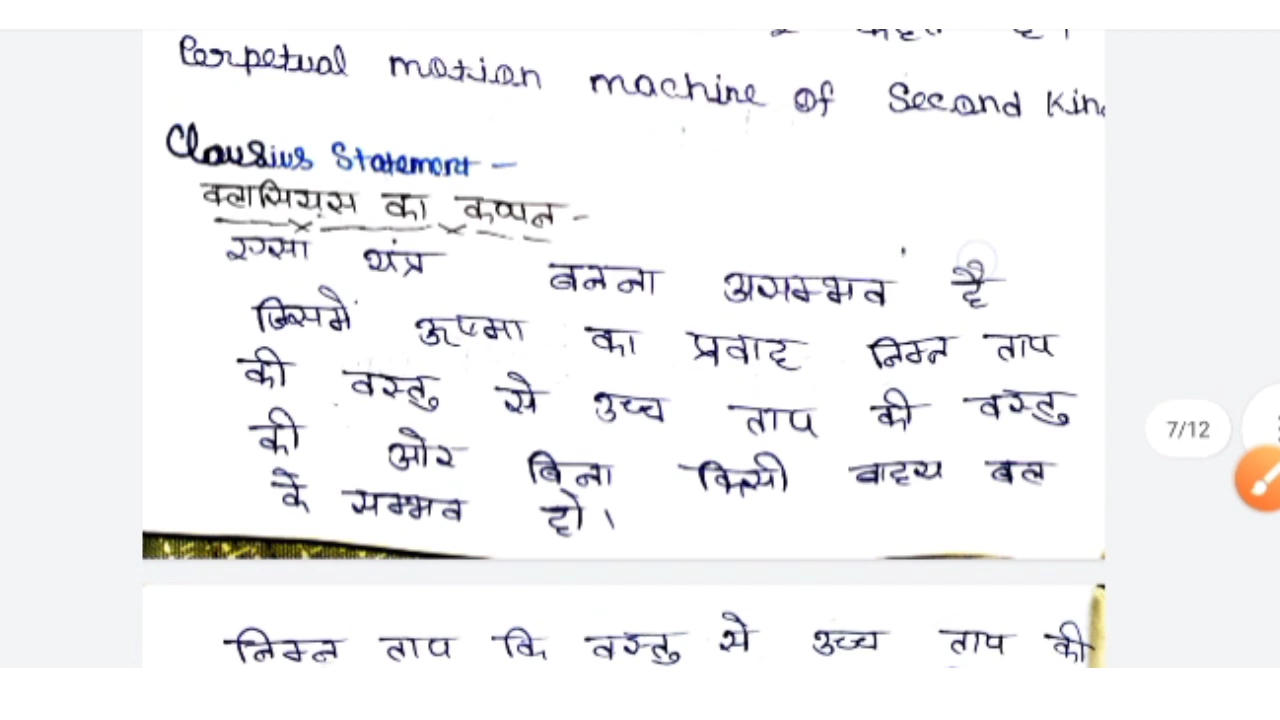 Perpetual motion machine of Second Kin
Clausius Statement -
क्लासियस का कथन -
एसा यंत्र बनना असम्भव है
जिसमें ऊष्मा का प्रवाह निम्न ताप
की वस्तु से उच्च ताप की वस्तु
की ओर बिना किसी बाह्य बल
के सम्भव हो।
7/12
निम्न ताप कि वस्तु से उच्च ताप की